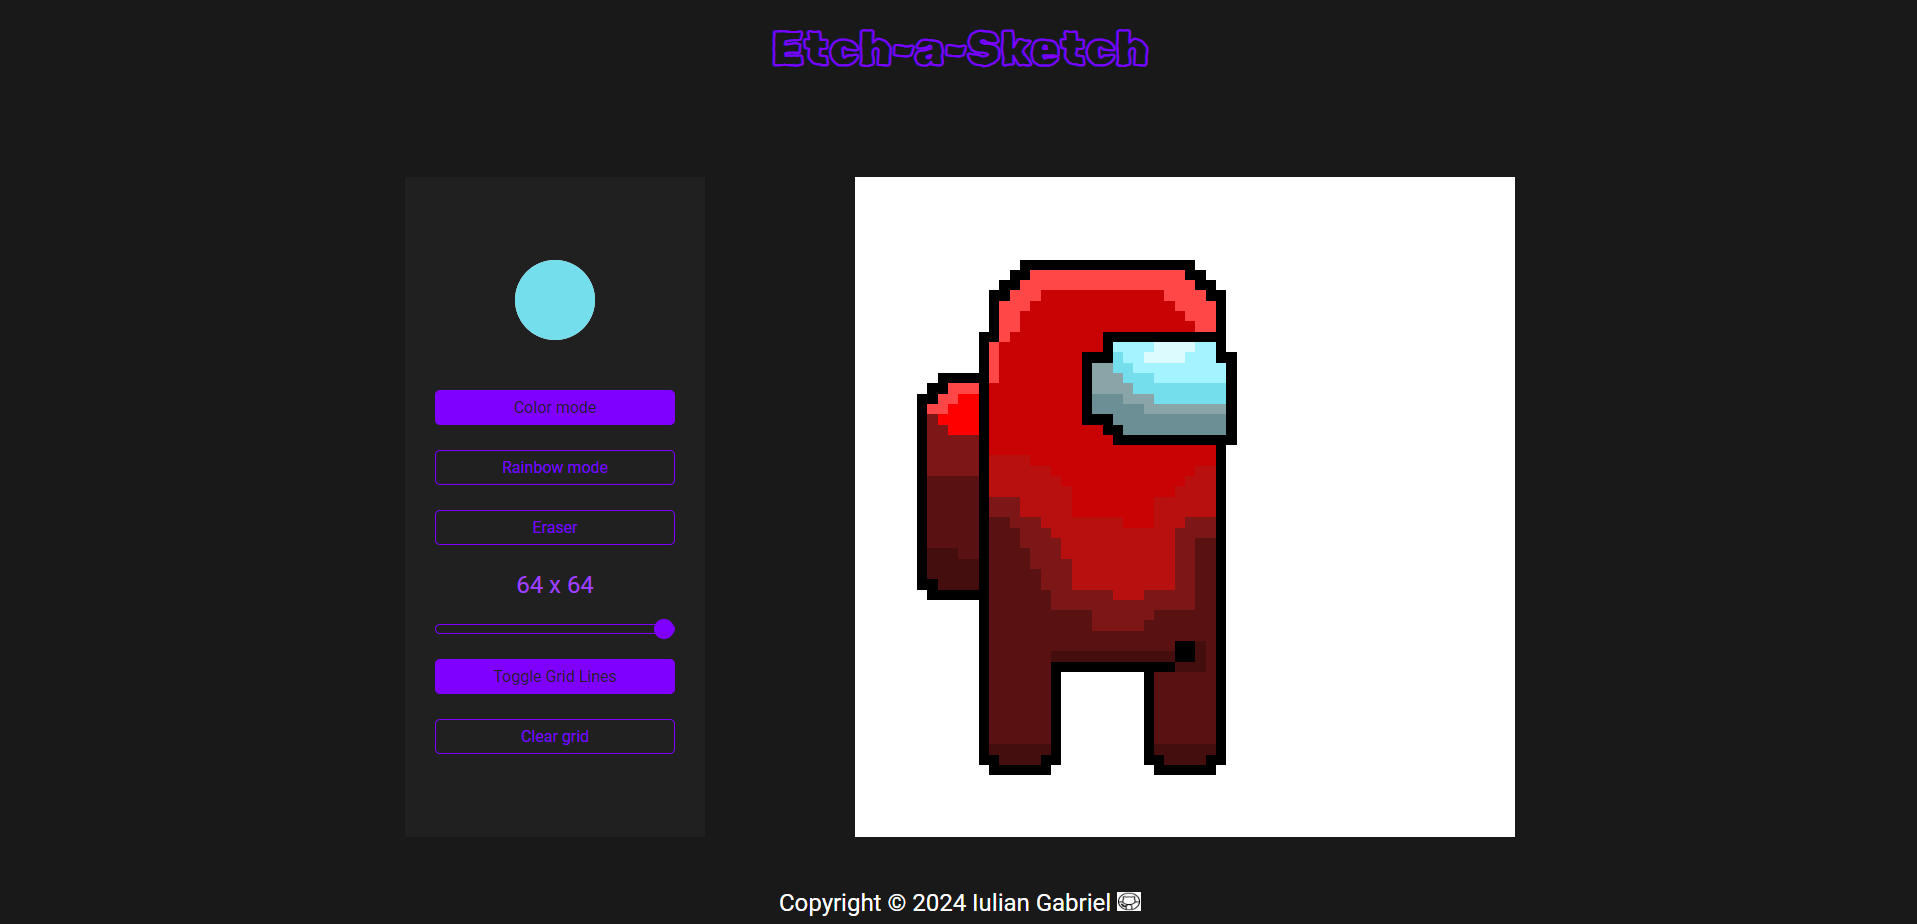 Etch-a-Sketch
Color mode
Rainbow mode
Eraser
64 x 64
Toggle Grid Lines
Clear grid
Copyright © 2024 Iulian Gabriel